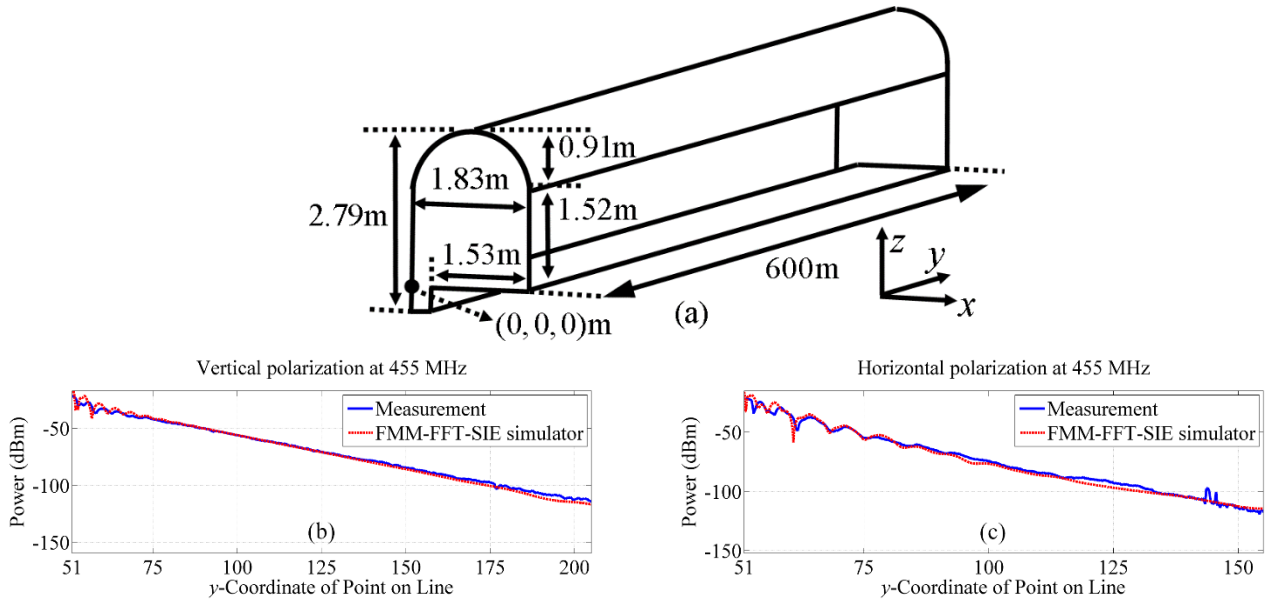 0.91m
1.83m
2.79m
1.52m
1.53m
600m
z
y
x
(0, 0, 0)m
(a)
Vertical polarization at 455 MHz
Power (dBm)
-50
-100
-150
Measurement
FMM-FFT-SIE simulator
(b)
51 75 100 125 150 175 200
y-Coordinate of Point on Line
Horizontal polarization at 455 MHz
Power (dBm)
-50
-100
-150
Measurement
FMM-FFT-SIE simulator
(c)
51 75 100 125 150
y-Coordinate of Point on Line